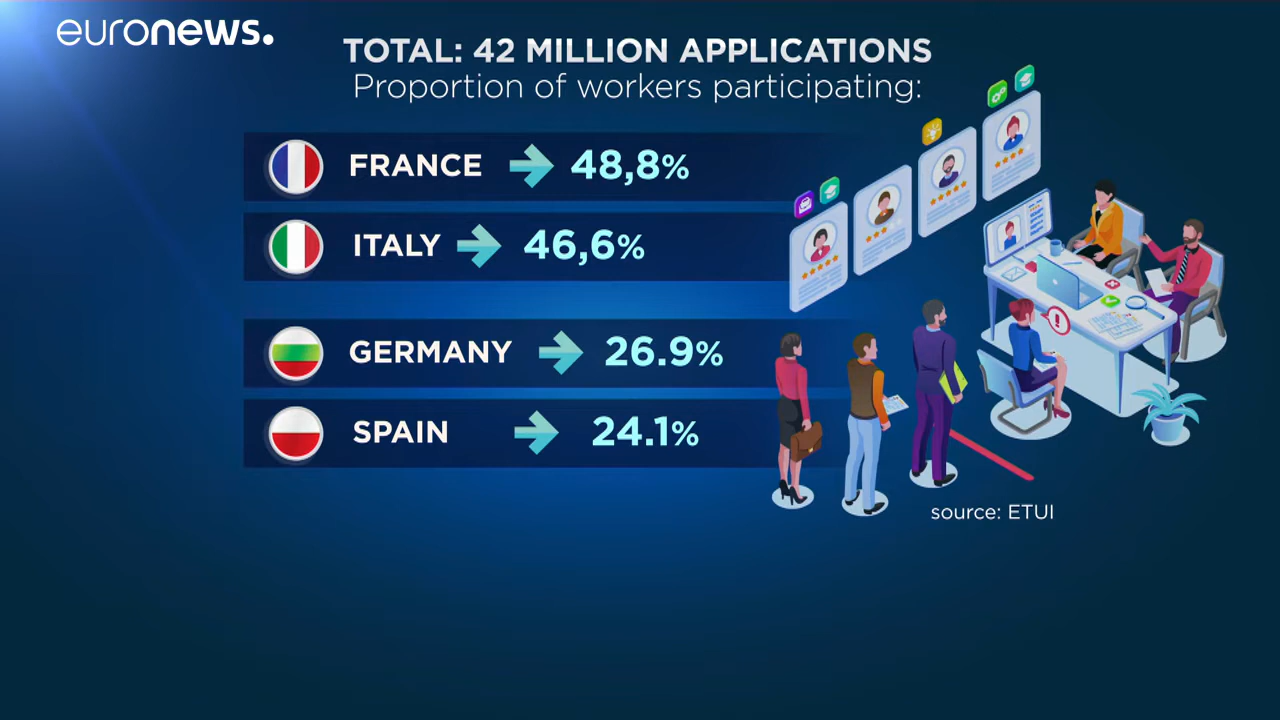 euronews.
TOTAL: 42 MILLION APPLICATIONS
Proportion of workers participating:
FRANCE 48,8%
ITALY 46,6%
GERMANY 26.9%
SPAIN 24.1%
source: ETUI